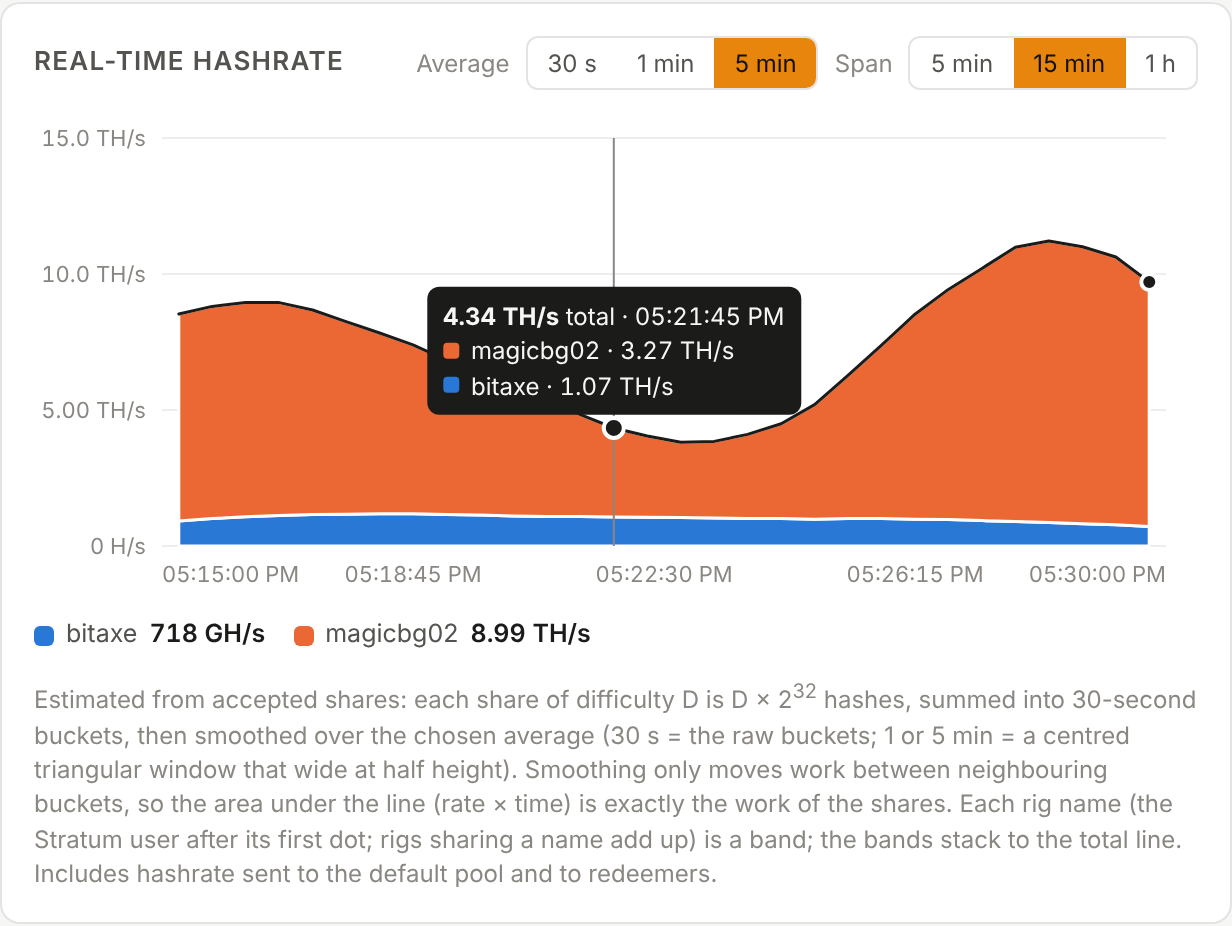 REAL-TIME HASHRATE
Average 30 s 1 min 5 min Span 5 min 15 min 1 h
15.0 TH/s
10.0 TH/s
4.34 TH/s total · 05:21:45 PM
magicbg02 · 3.27 TH/s
bitaxe · 1.07 TH/s
5.00 TH/s
0 H/s
05:15:00 PM 05:18:45 PM 05:22:30 PM 05:26:15 PM 05:30:00 PM
bitaxe 718 GH/s magicbg02 8.99 TH/s
Estimated from accepted shares: each share of difficulty D is D × 2³² hashes, summed into 30-second
buckets, then smoothed over the chosen average (30 s = the raw buckets; 1 or 5 min = a centred
triangular window that wide at half height). Smoothing only moves work between neighbouring
buckets, so the area under the line (rate × time) is exactly the work of the shares. Each rig name (the
Stratum user after its first dot; rigs sharing a name add up) is a band; the bands stack to the total line.
Includes hashrate sent to the default pool and to redeemers.